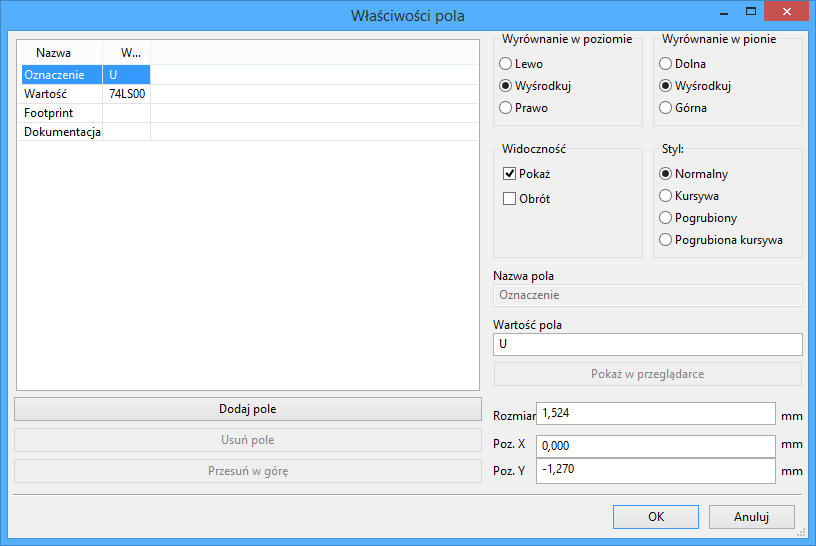 Właściwości pola
Nazwa W...
Oznaczenie U
Wartość 74LS00
Footprint
Dokumentacja
Dodaj pole
Usuń pole
Przesuń w górę
Wyrównanie w poziomie
Lewo
Wyśrodkuj
Prawo
Wyrównanie w pionie
Dolna
Wyśrodkuj
Górna
Widoczność
Pokaż
Obrót
Styl:
Normalny
Kursywa
Pogrubiony
Pogrubiona kursywa
Nazwa pola
Oznaczenie
Wartość pola
U
Pokaż w przeglądarce
Rozmiar 1,524 mm
Poz. X 0,000 mm
Poz. Y -1,270 mm
OK Anuluj